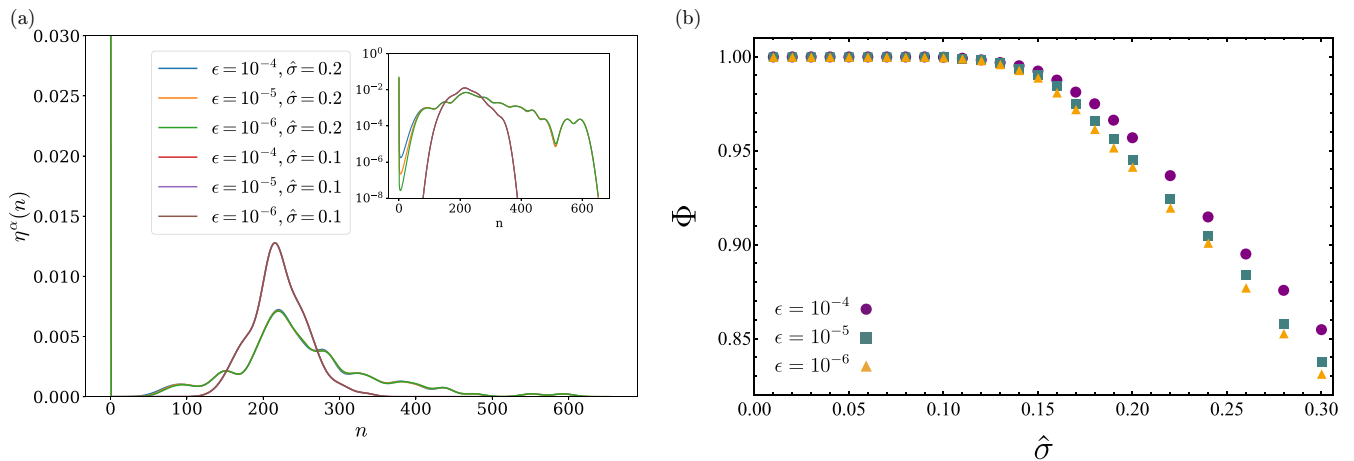 (a)
0.030
0.025
0.020
0.015
0.010
0.005
0.000
η^α(n)
0
100
200
300
400
500
600
n
ϵ = 10⁻⁴, σ̂ = 0.2
ϵ = 10⁻⁵, σ̂ = 0.2
ϵ = 10⁻⁶, σ̂ = 0.2
ϵ = 10⁻⁴, σ̂ = 0.1
ϵ = 10⁻⁵, σ̂ = 0.1
ϵ = 10⁻⁶, σ̂ = 0.1
10⁰
10⁻²
10⁻⁴
10⁻⁶
10⁻⁸
0
200
400
600
n
(b)
1.00
0.95
0.90
0.85
Φ
ϵ = 10⁻⁴
ϵ = 10⁻⁵
ϵ = 10⁻⁶
0.00
0.05
0.10
0.15
0.20
0.25
0.30
σ̂